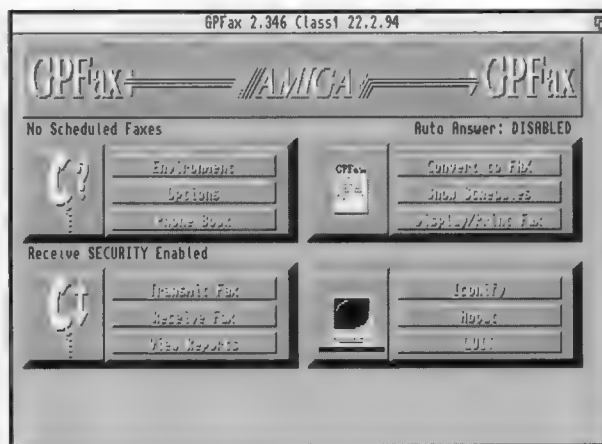 GPFax 2.346 Class1 22.2.94
GPFax AMIGA GPFax
No Scheduled Faxes
Auto Answer: DISABLED
Environment
Options
Phone Book
GPFax
Convert to FAX
Show Schedules
Display/Print Fax
Receive SECURITY Enabled
Transmit Fax
Receive Fax
View Reports
Iconify
About
QUIT